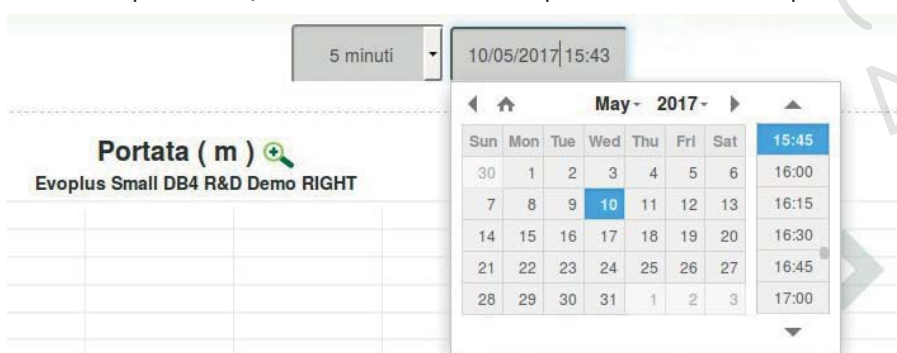 5 minuti
10/05/2017 15:43
May 2017
Portata ( m )
Evoplus Small DB4 R&D Demo RIGHT
Sun Mon Tue Wed Thu Fri Sat
30 1 2 3 4 5 6
7 8 9 10 11 12 13
14 15 16 17 18 19 20
21 22 23 24 25 26 27
28 29 30 31 1 2 3
15:45
16:00
16:15
16:30
16:45
17:00